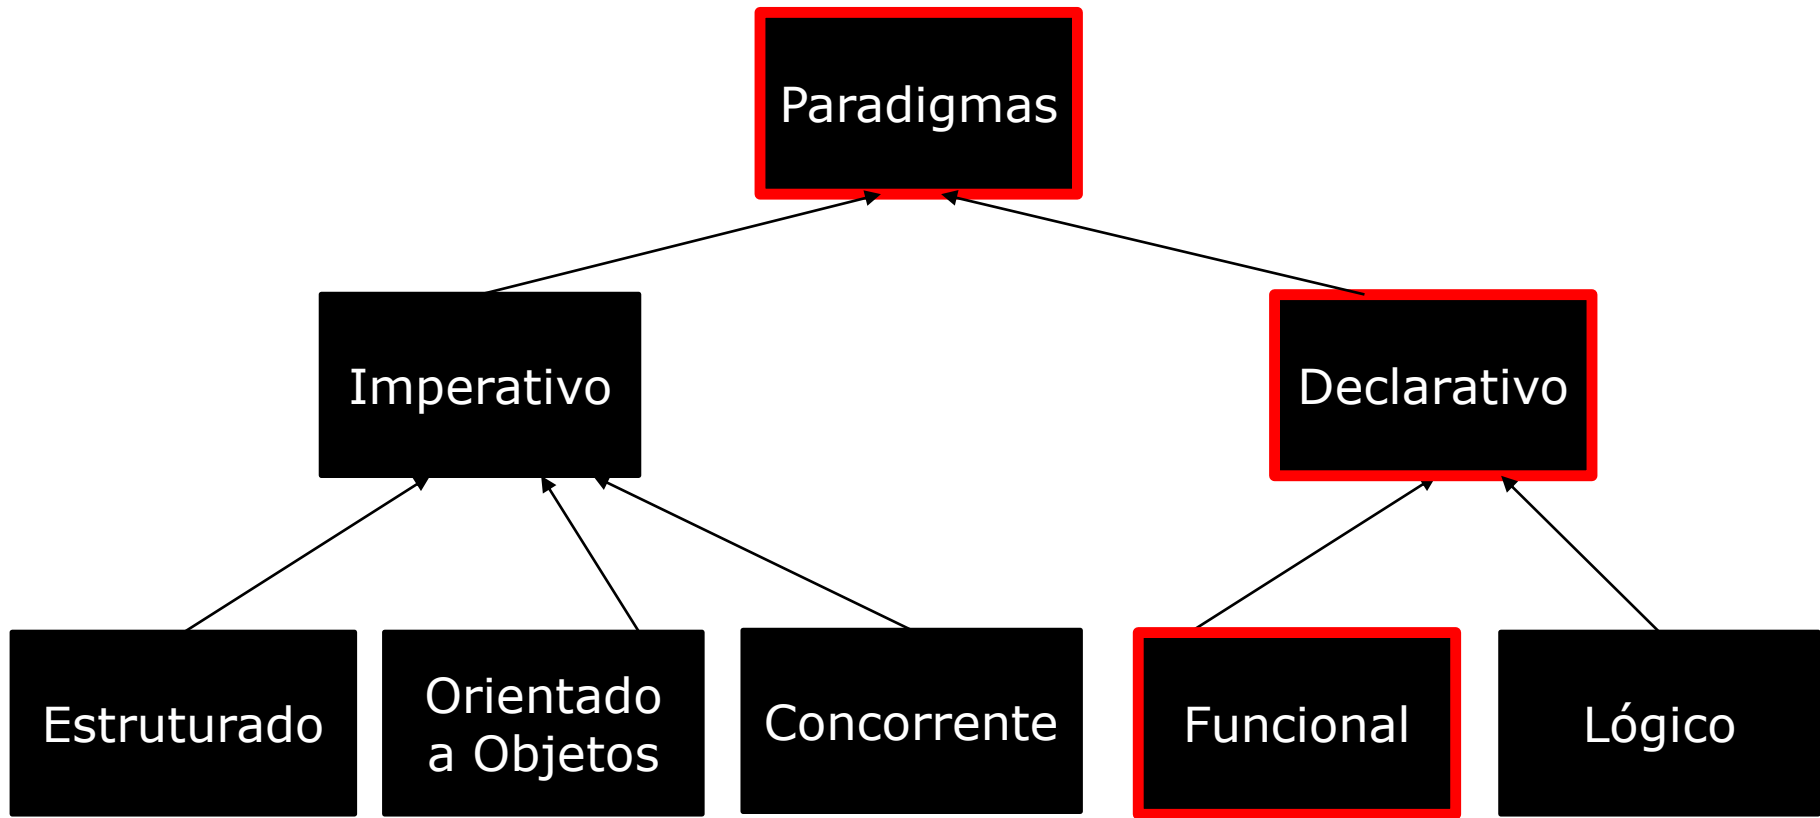 Paradigmas
Imperativo
Declarativo
Estruturado
Orientado
a Objetos
Concorrente
Funcional
Lógico